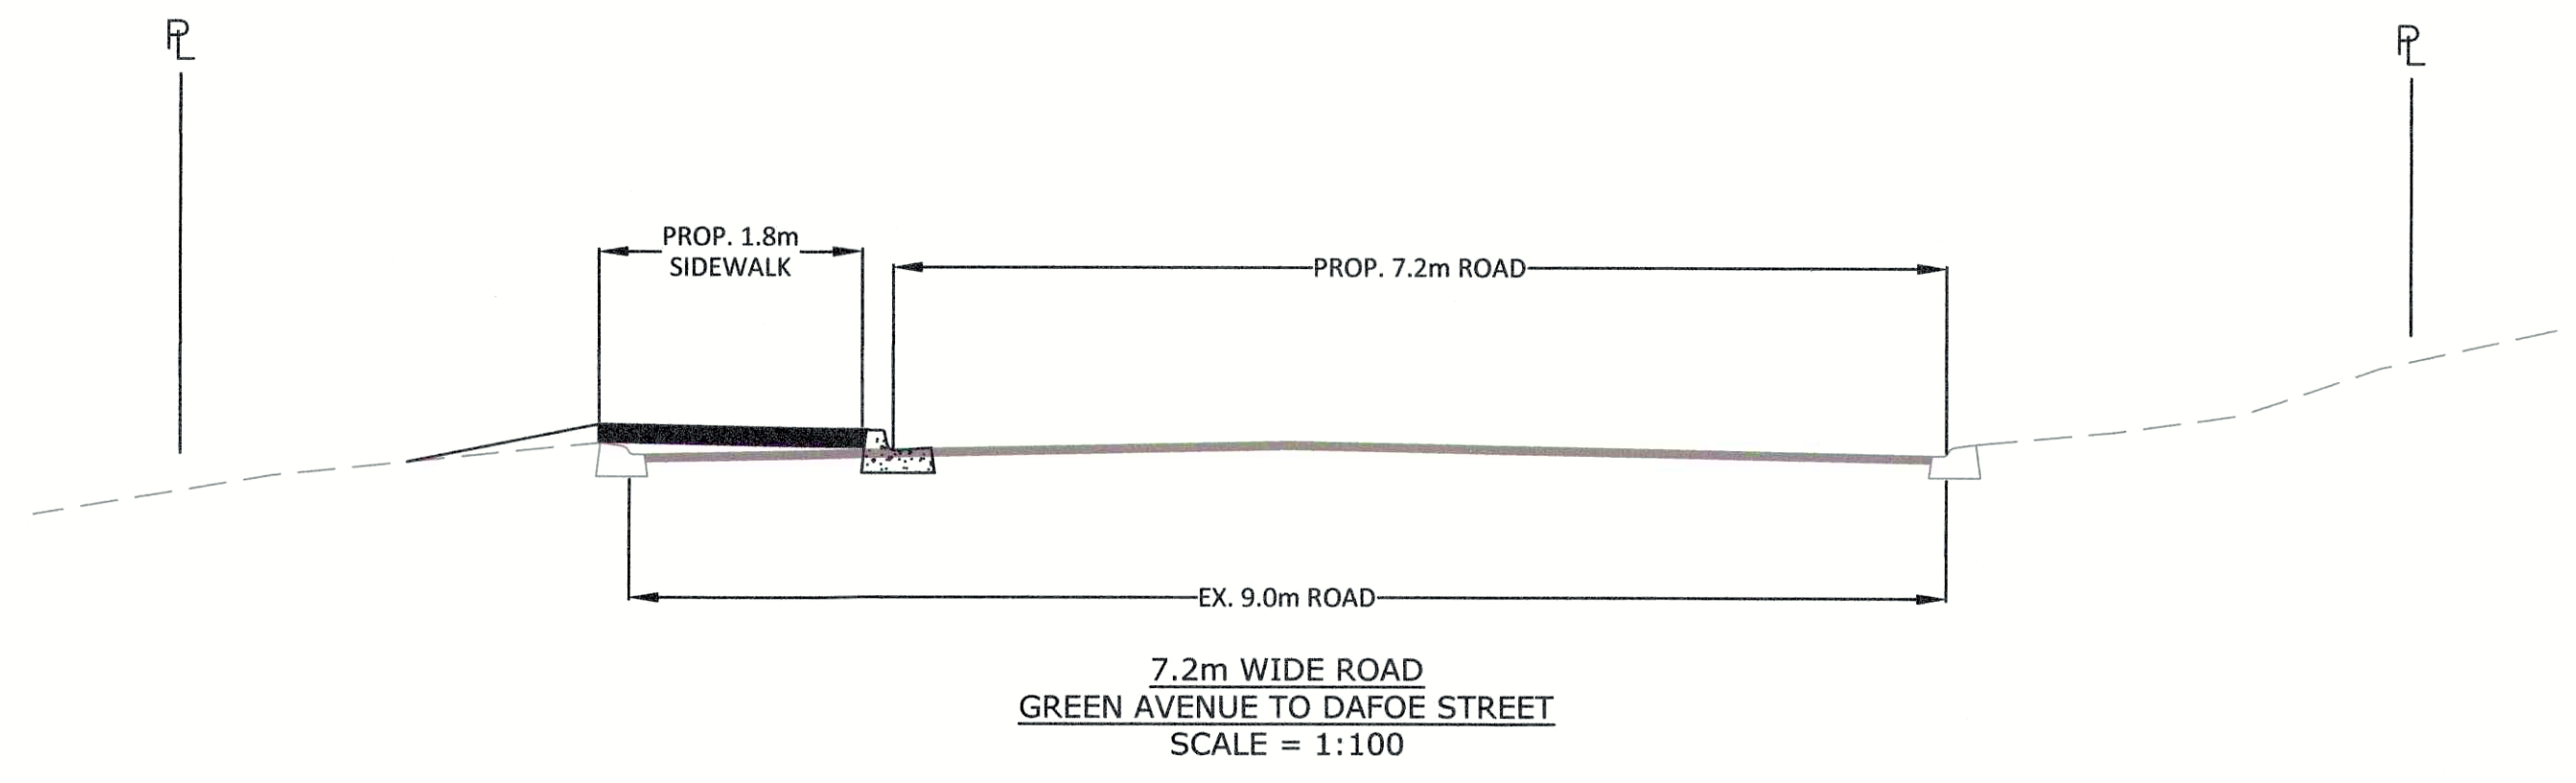 PL
PL
PROP. 1.8m
SIDEWALK
PROP. 7.2m ROAD
EX. 9.0m ROAD
7.2m WIDE ROAD
GREEN AVENUE TO DAFOE STREET
SCALE = 1:100